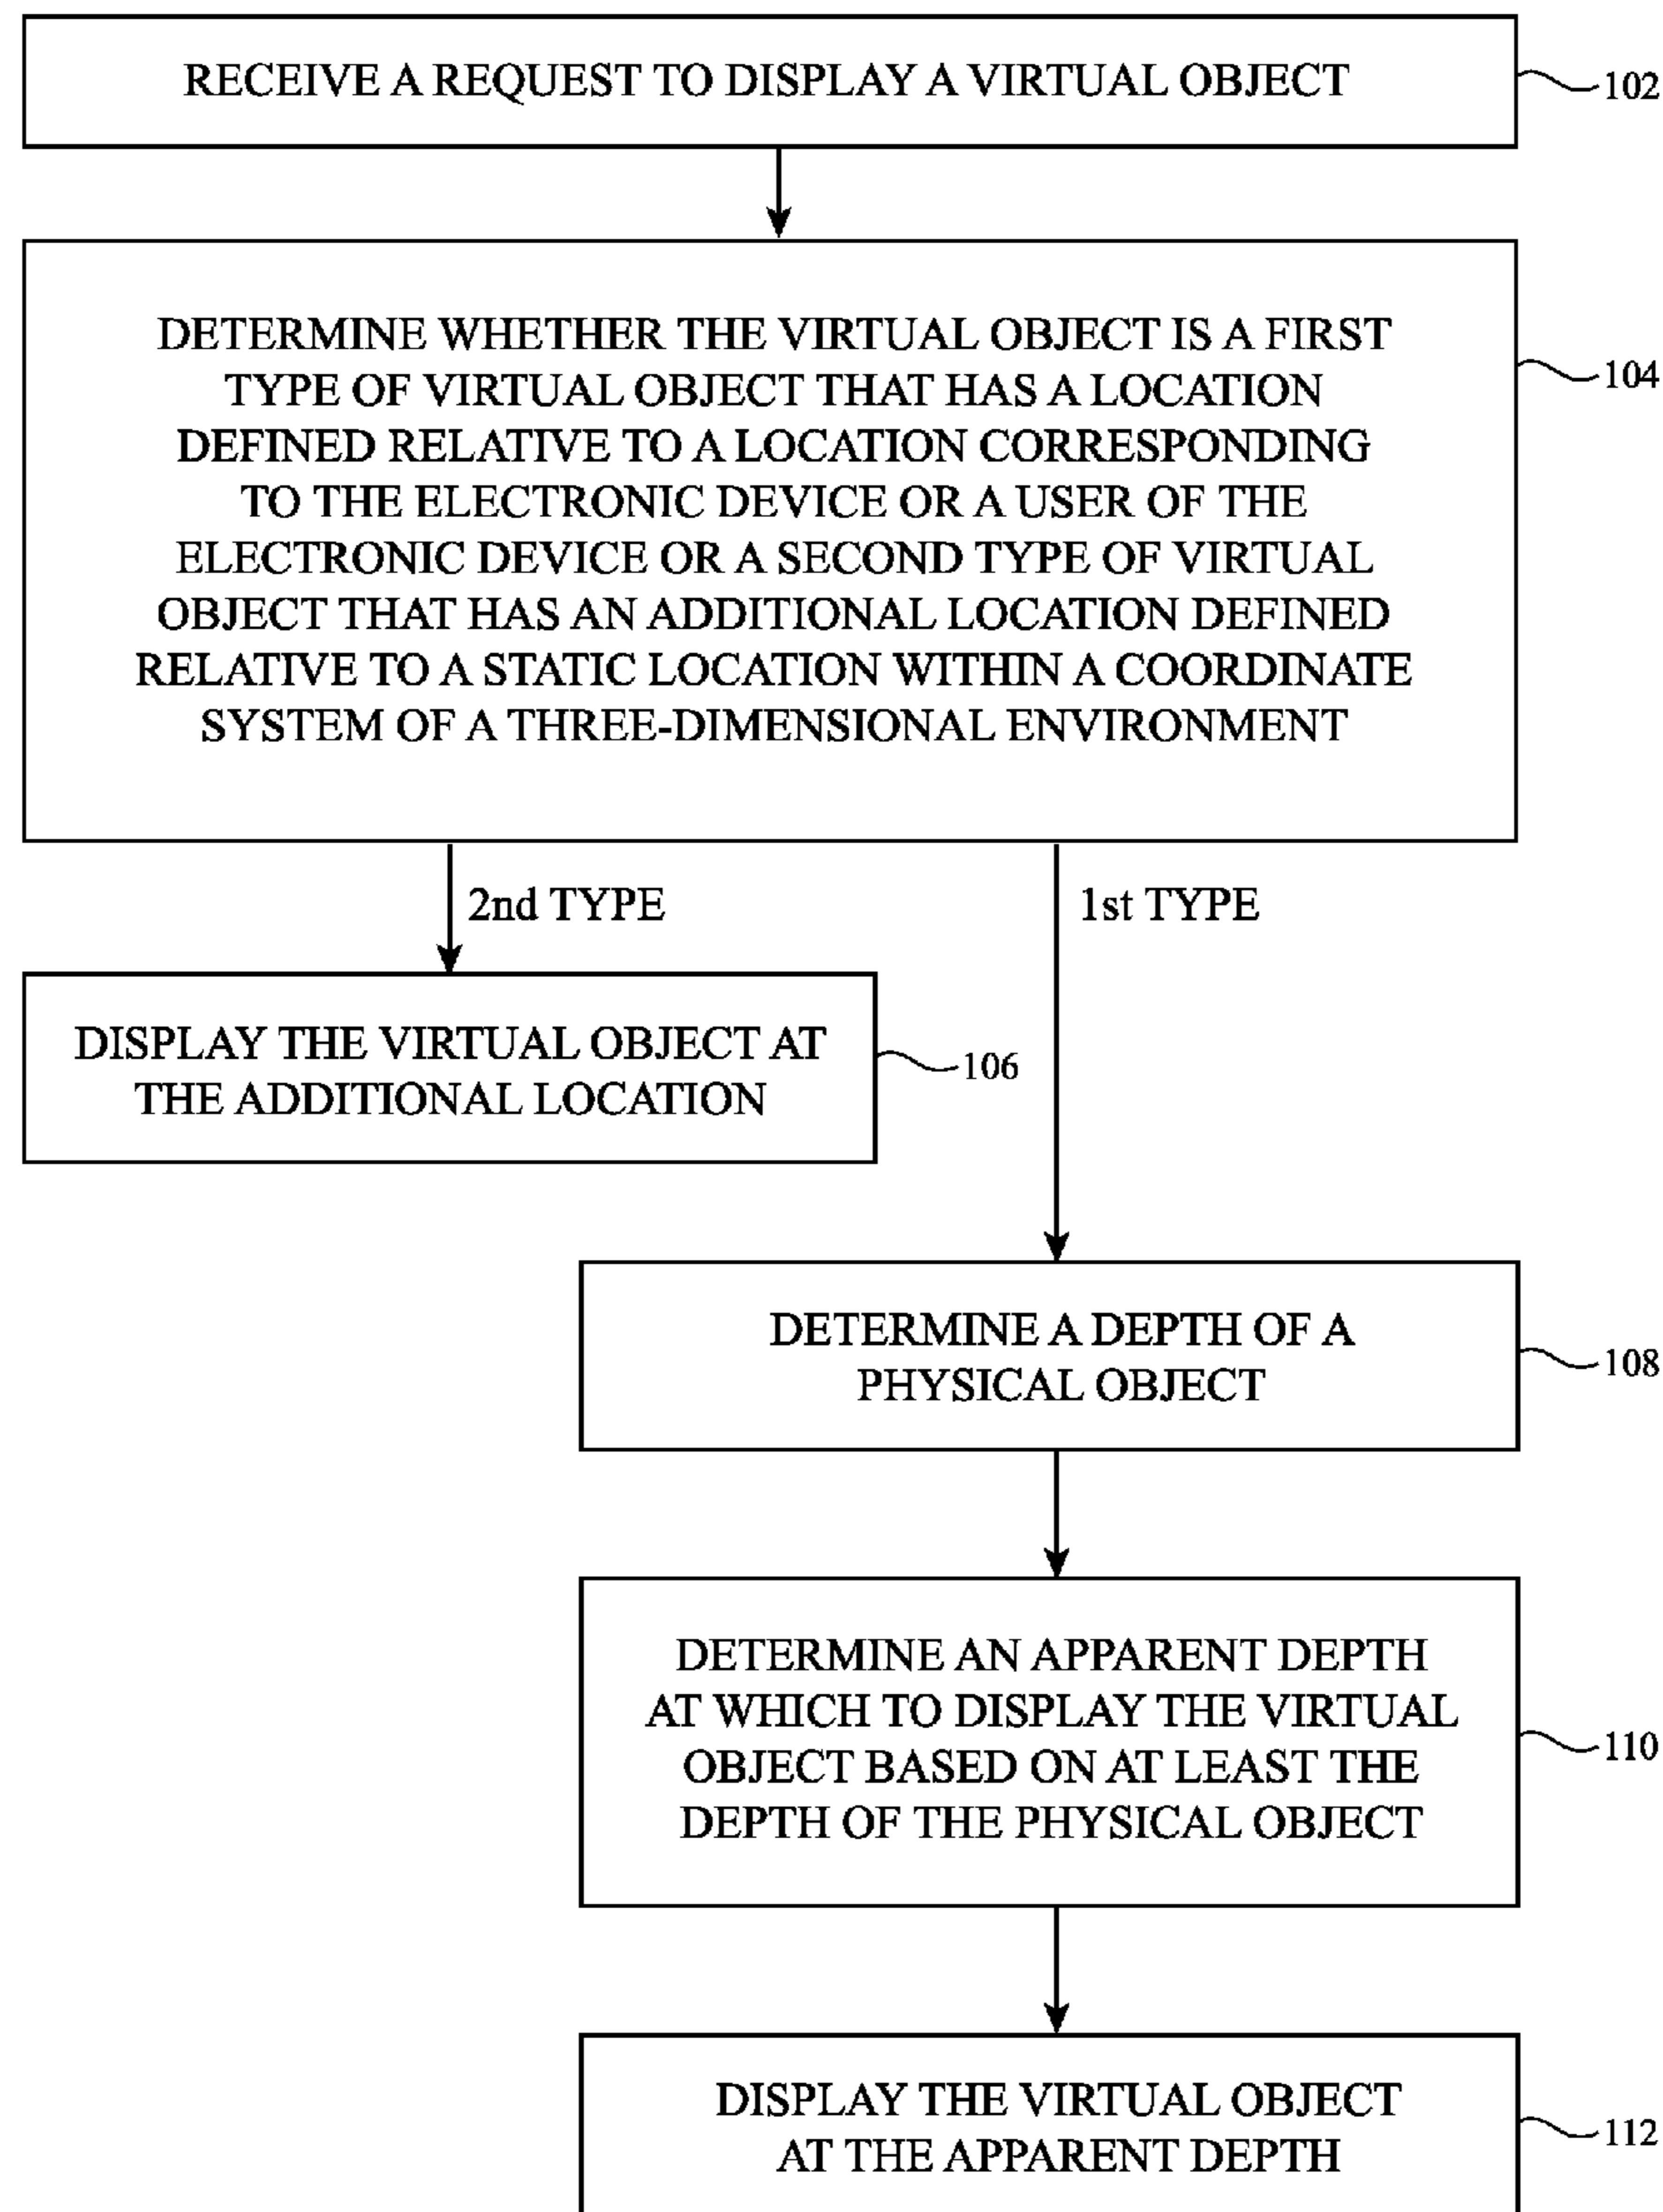 RECEIVE A REQUEST TO DISPLAY A VIRTUAL OBJECT
102
DETERMINE WHETHER THE VIRTUAL OBJECT IS A FIRST
TYPE OF VIRTUAL OBJECT THAT HAS A LOCATION
DEFINED RELATIVE TO A LOCATION CORRESPONDING
TO THE ELECTRONIC DEVICE OR A USER OF THE
ELECTRONIC DEVICE OR A SECOND TYPE OF VIRTUAL
OBJECT THAT HAS AN ADDITIONAL LOCATION DEFINED
RELATIVE TO A STATIC LOCATION WITHIN A COORDINATE
SYSTEM OF A THREE-DIMENSIONAL ENVIRONMENT
104
2nd TYPE
1st TYPE
DISPLAY THE VIRTUAL OBJECT AT
THE ADDITIONAL LOCATION
106
DETERMINE A DEPTH OF A
PHYSICAL OBJECT
108
DETERMINE AN APPARENT DEPTH
AT WHICH TO DISPLAY THE VIRTUAL
OBJECT BASED ON AT LEAST THE
DEPTH OF THE PHYSICAL OBJECT
110
DISPLAY THE VIRTUAL OBJECT
AT THE APPARENT DEPTH
112